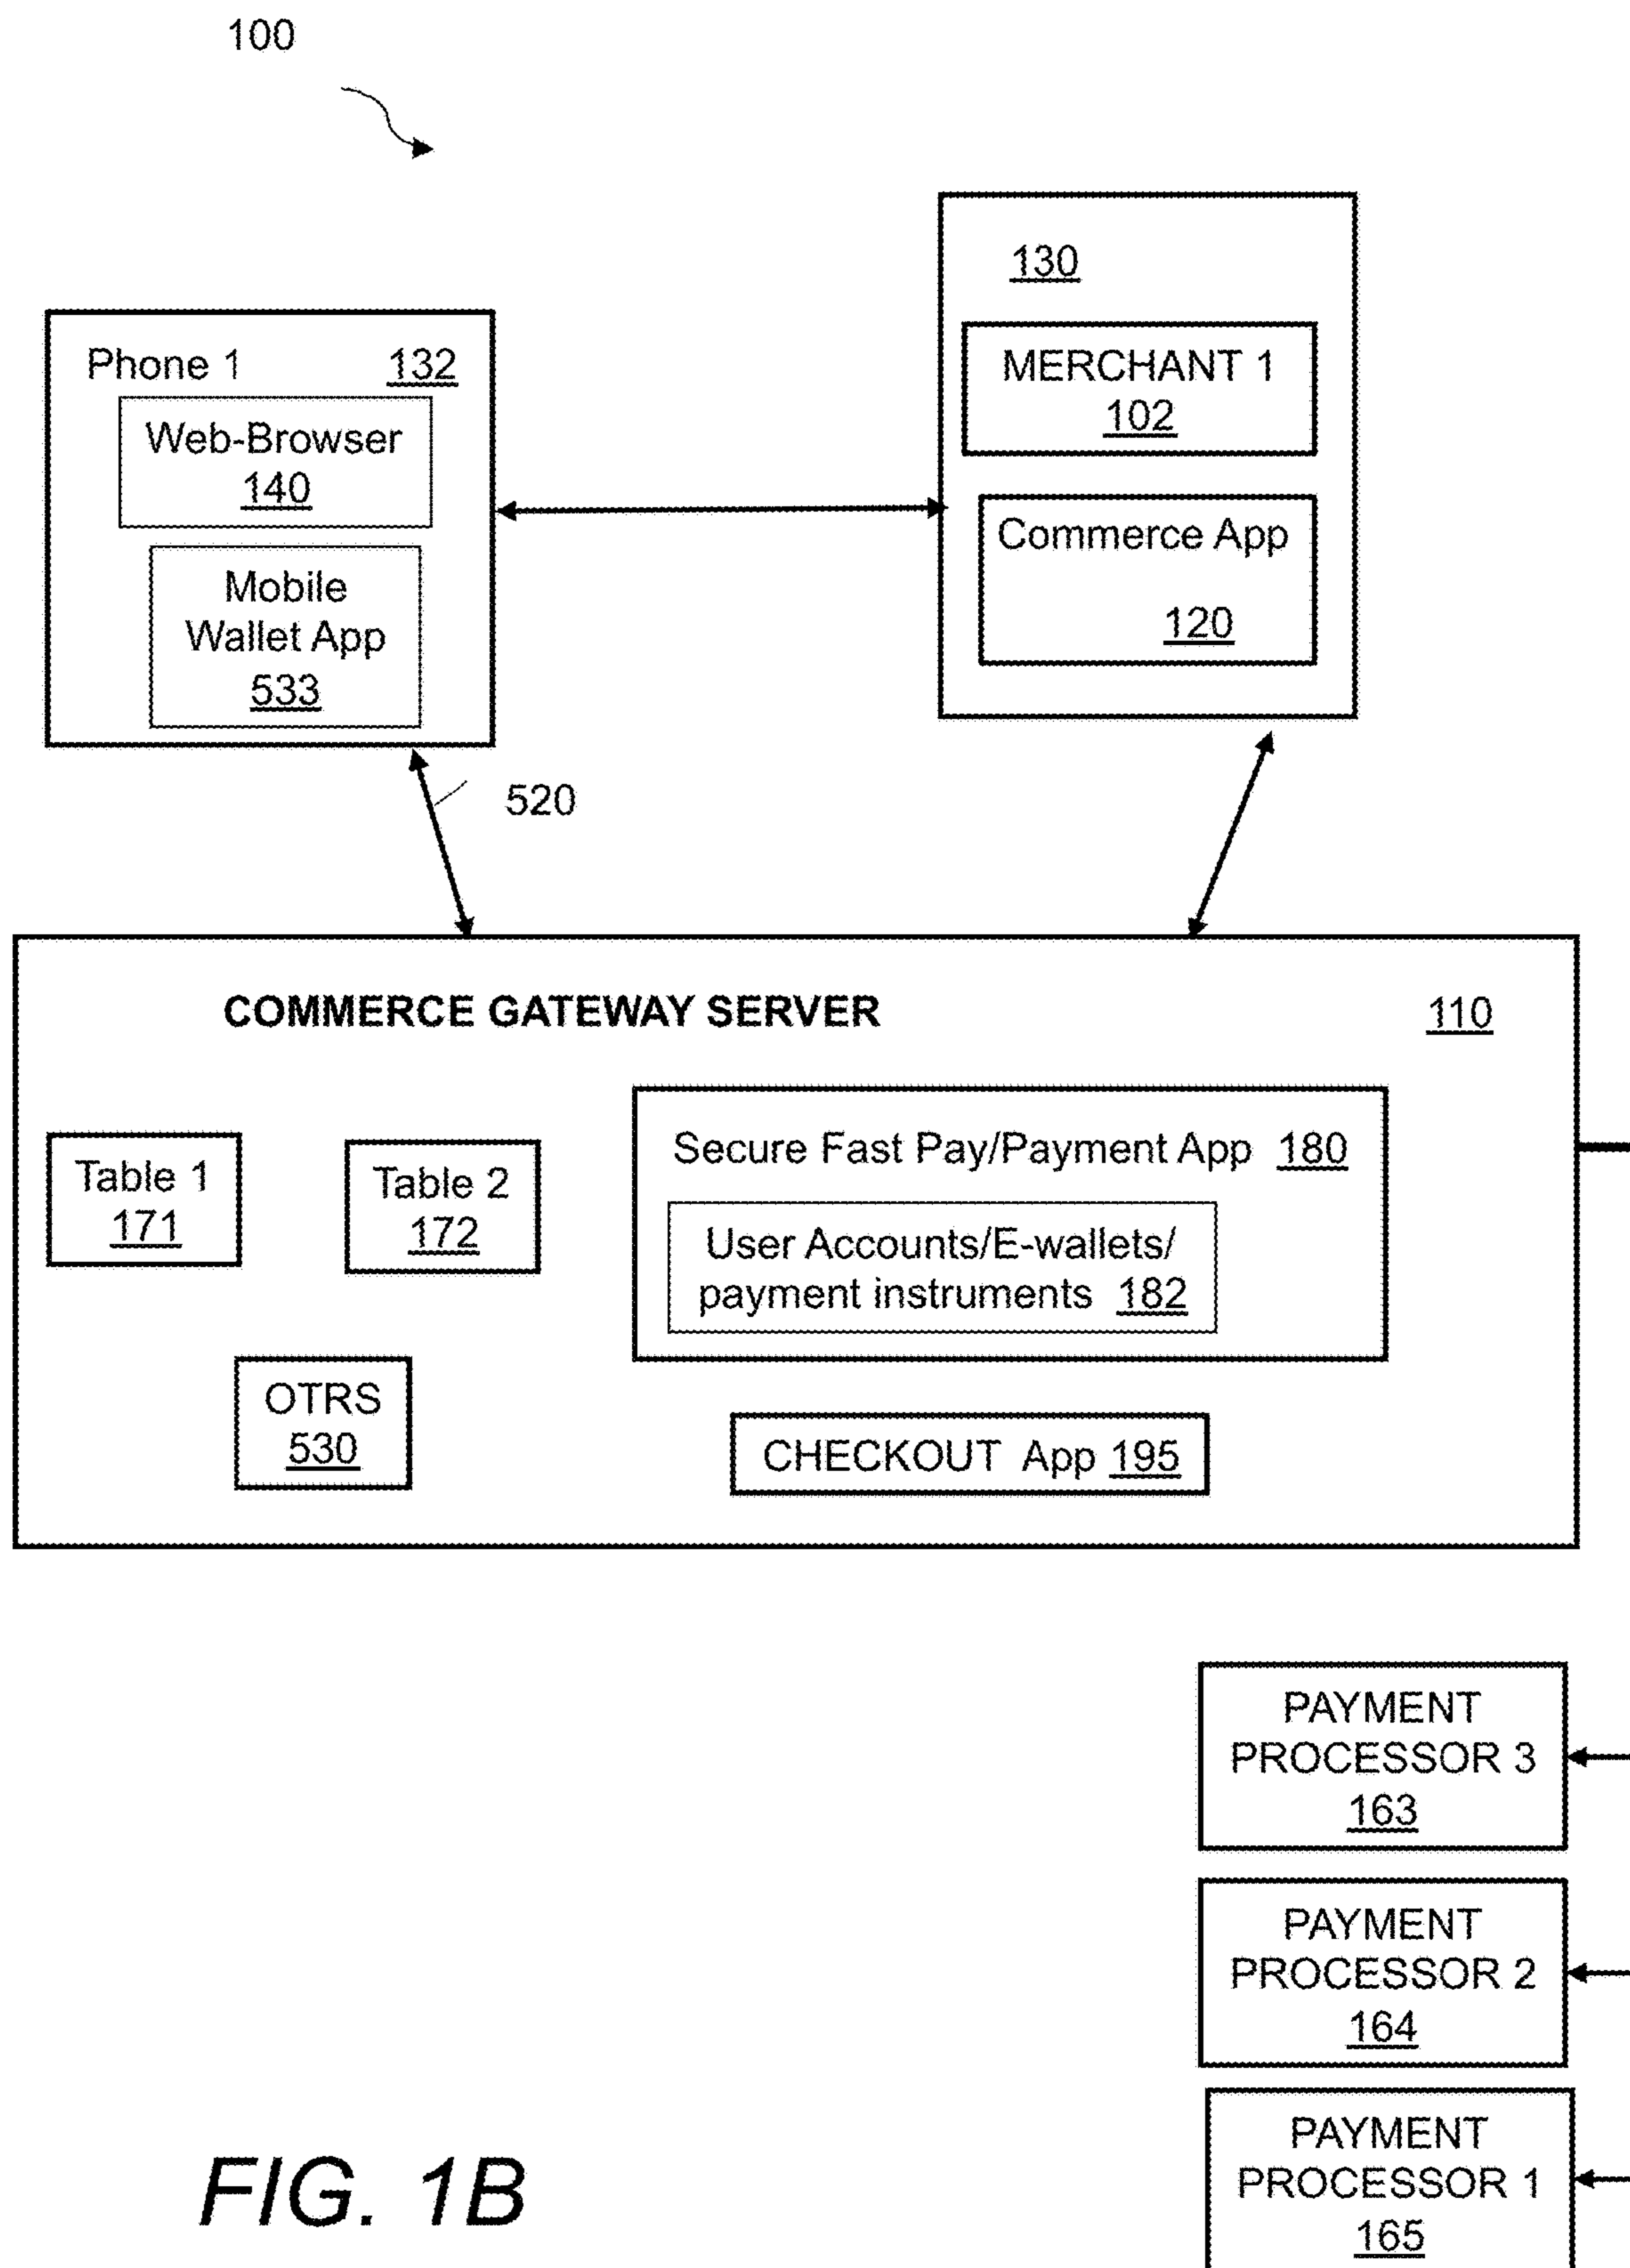 100
130
MERCHANT 1
102
Commerce App
120
Phone 1 132
Web-Browser
140
Mobile
Wallet App
533
520
COMMERCE GATEWAY SERVER 110
Table 1
171
Table 2
172
Secure Fast Pay/Payment App 180
User Accounts/E-wallets/
payment instruments 182
OTRS
530
CHECKOUT App 195
PAYMENT
PROCESSOR 3
163
PAYMENT
PROCESSOR 2
164
PAYMENT
PROCESSOR 1
165
FIG. 1B